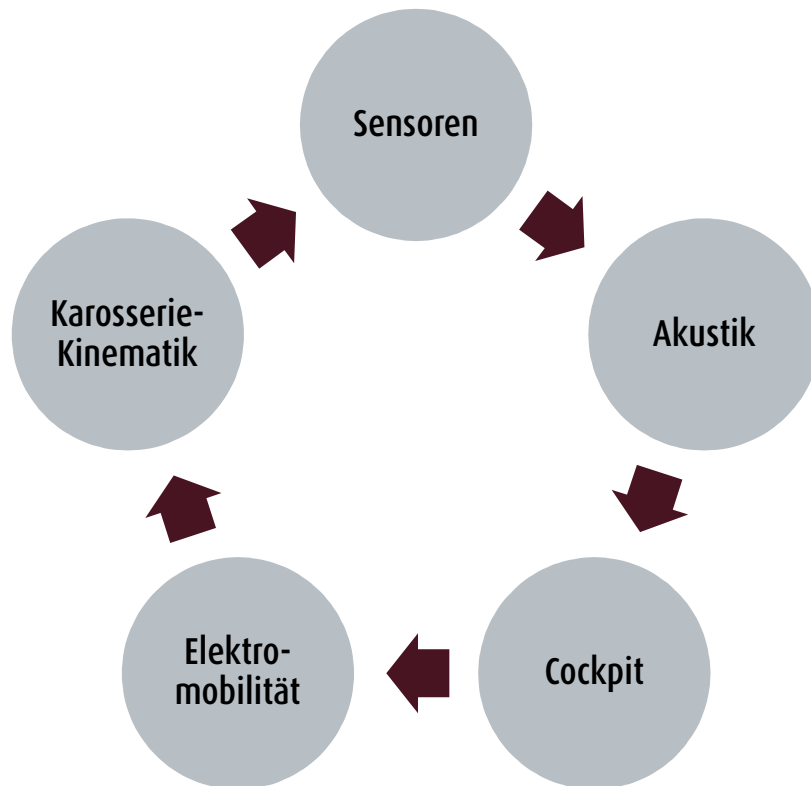 Sensoren
Akustik
Cockpit
Elektro-
mobilität
Karosserie-
Kinematik